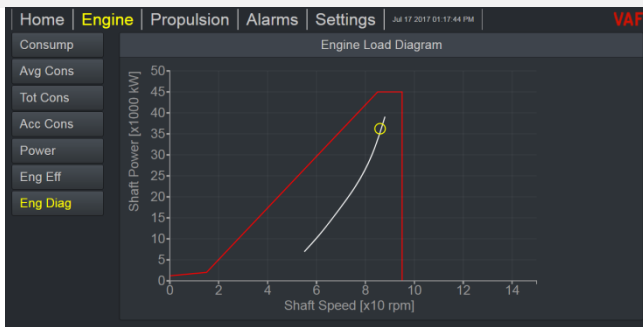 Home Engine Propulsion Alarms Settings Jul 17 2017 01:17:44 PM VAF
Consump
Avg Cons
Tot Cons
Acc Cons
Power
Eng Eff
Eng Diag
Engine Load Diagram
Shaft Power [x1000 kW]
50
45
40
35
30
25
20
15
10
5
0
0 2 4 6 8 10 12 14
Shaft Speed [x10 rpm]